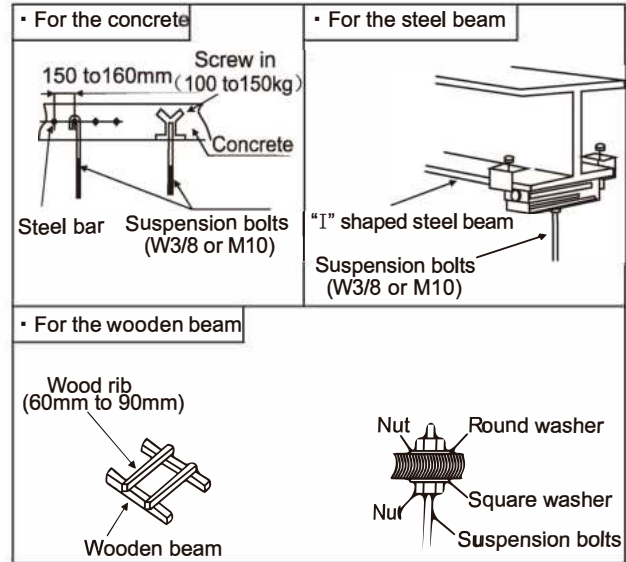 · For the concrete
150 to160mm
Screw in
(100 to150kg)
Concrete
Steel bar
Suspension bolts
(W3/8 or M10)
· For the steel beam
"I" shaped steel beam
Suspension bolts
(W3/8 or M10)
· For the wooden beam
Wood rib
(60mm to 90mm)
Wooden beam
Nut
Round washer
Square washer
Nut
Suspension bolts